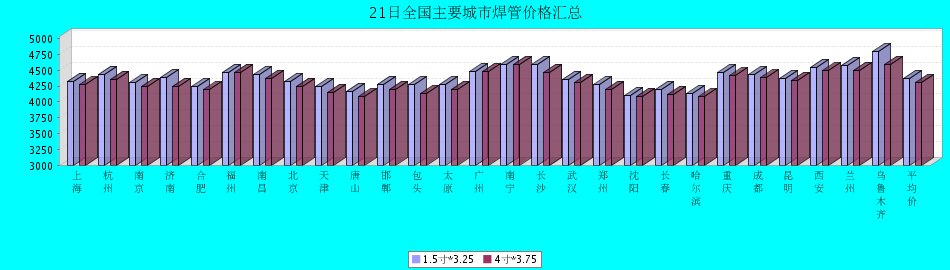 21日全国主要城市焊管价格汇总
5000
4750
4500
4250
4000
3750
3500
3250
3000
上海
杭州
南京
济南
合肥
福州
南昌
北京
天津
唐山
邯郸
包头
太原
广州
南宁
长沙
武汉
郑州
沈阳
长春
哈尔滨
重庆
成都
昆明
西安
兰州
乌鲁木齐
平均价
1.5寸*3.25
4寸*3.75